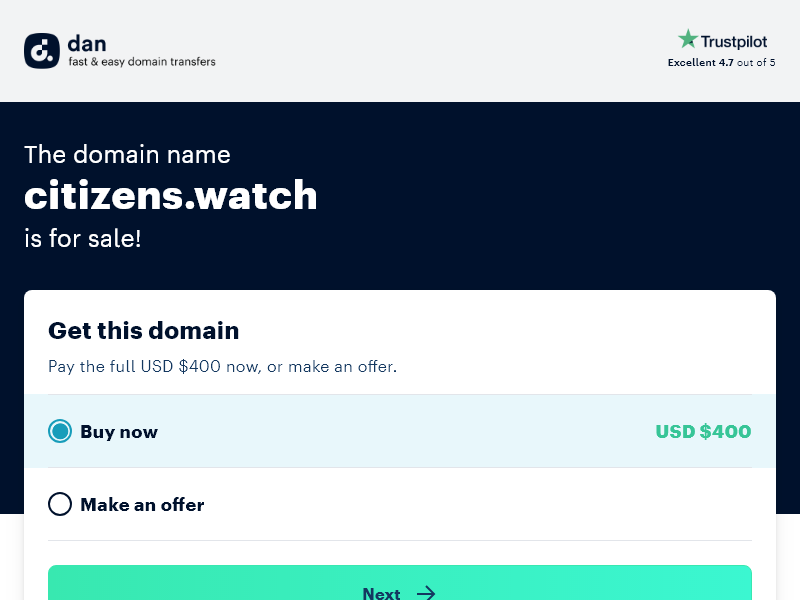 dan
fast & easy domain transfers
Trustpilot
Excellent 4.7 out of 5
The domain name
citizens.watch
is for sale!
Get this domain
Pay the full USD $400 now, or make an offer.
Buy now USD $400
Make an offer
Next